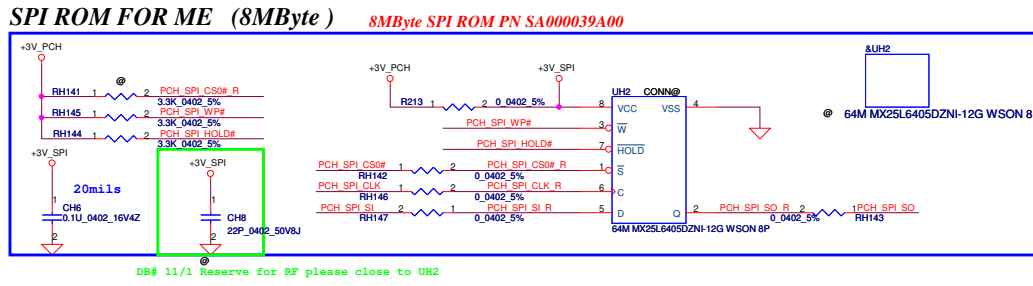 SPI ROM FOR ME (8MByte ) 8MByte SPI ROM PN SA000039A00
+3V_PCH
@
RH141 1 2 PCH_SPI_CS0#_R
3.3K_0402_5%
RH145 1 2 PCH_SPI_WP#
3.3K_0402_5%
RH144 1 2 PCH_SPI_HOLD#
3.3K_0402_5%
+3V_SPI
20mils
1
CH6
0.1U_0402_16V4Z
2
+3V_SPI
1
CH8
22P_0402_50V8J
2
@
DB# 11/1 Reserve for RF please close to UH2
+3V_PCH +3V_SPI
R213 1 2 0_0402_5%
PCH_SPI_WP#
PCH_SPI_HOLD#
PCH_SPI_CS0# 1 2 PCH_SPI_CS0#_R
RH142 0_0402_5%
PCH_SPI_CLK 1 2 PCH_SPI_CLK_R
RH146 0_0402_5%
PCH_SPI_SI 2 1 PCH_SPI_SI_R
RH147 0_0402_5%
UH2 CONN@
8 VCC VSS 4
3 W
7 HOLD
1 S
6 C
5 D Q 2
64M MX25L6405DZNI-12G WSON 8P
PCH_SPI_SO_R 2 1 PCH_SPI_SO
0_0402_5% RH143
&UH2
@ 64M MX25L6405DZNI-12G WSON 8